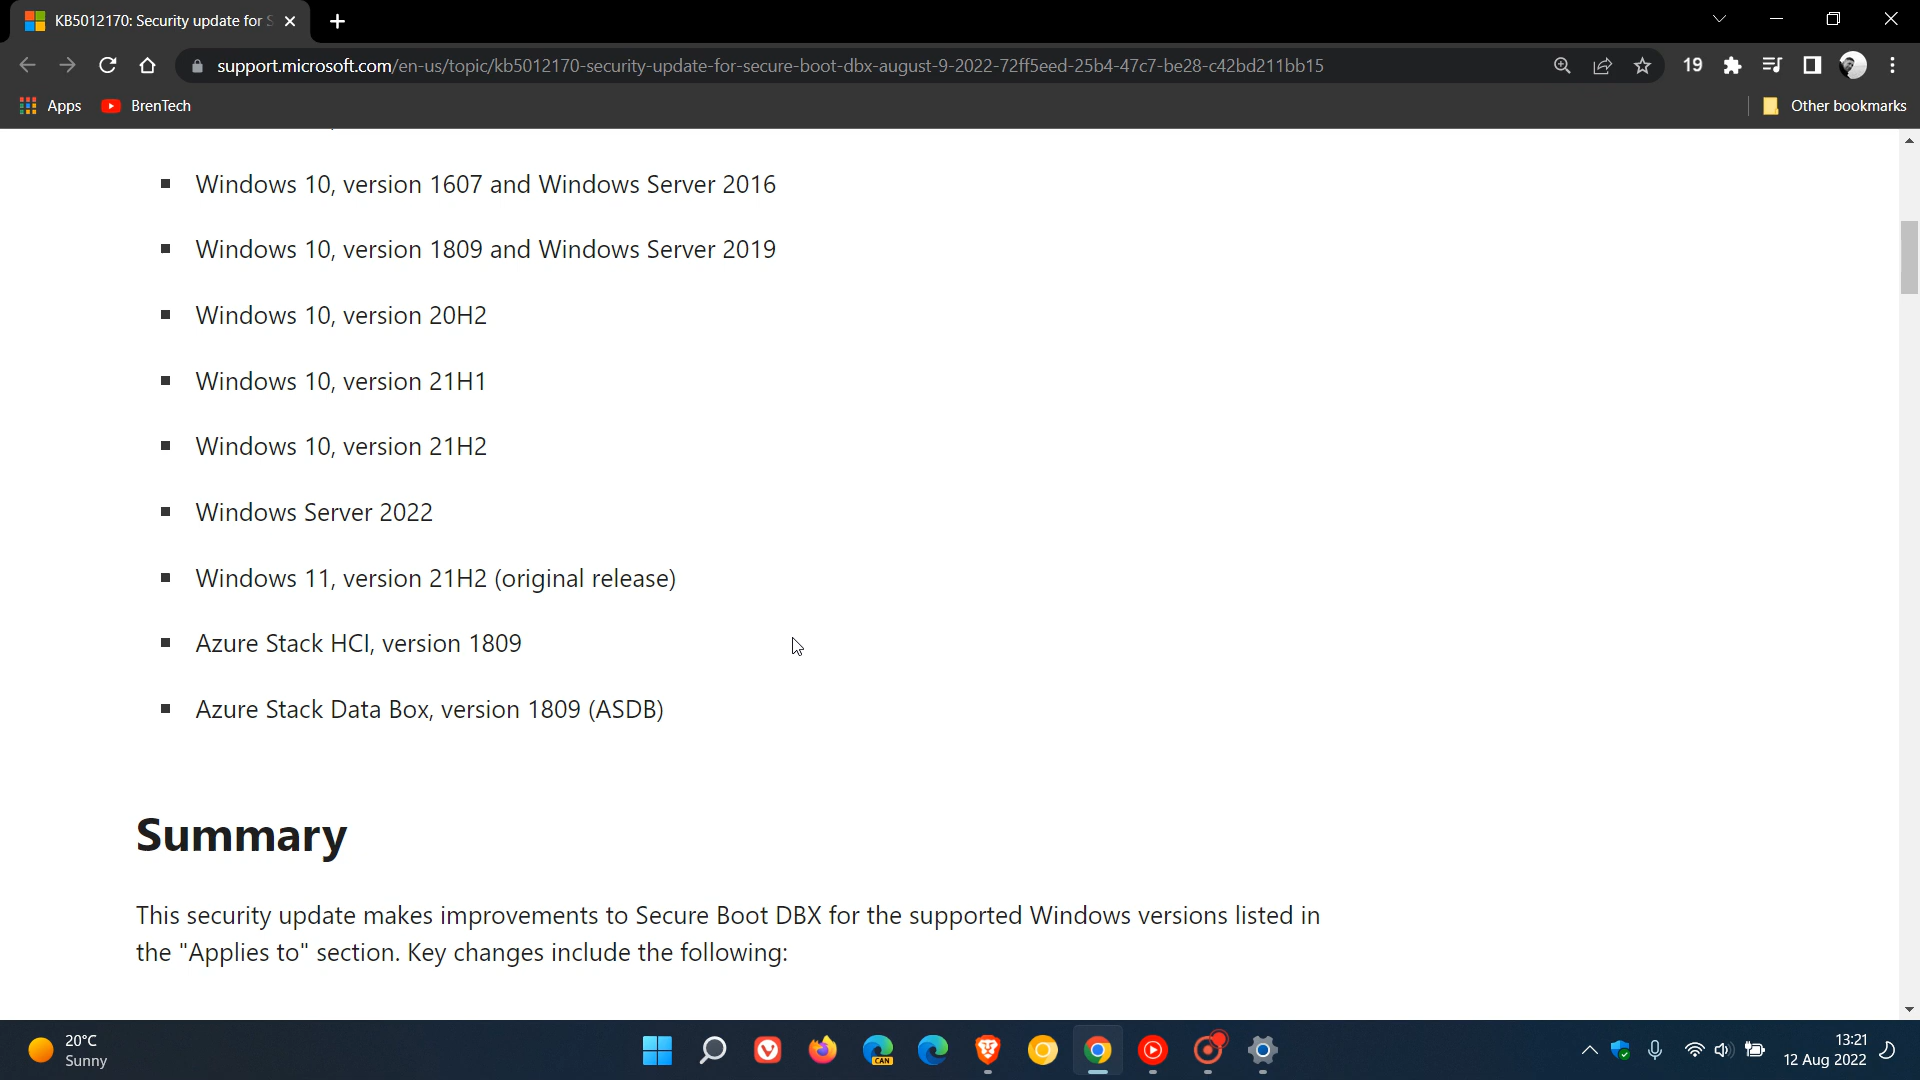 KB5012170: Security update for S
support.microsoft.com/en-us/topic/kb5012170-security-update-for-secure-boot-dbx-august-9-2022-72ff5eed-25b4-47c7-be28-c42bd211bb15
19
Apps
BrenTech
Other bookmarks
Windows 10, version 1607 and Windows Server 2016
Windows 10, version 1809 and Windows Server 2019
Windows 10, version 20H2
Windows 10, version 21H1
Windows 10, version 21H2
Windows Server 2022
Windows 11, version 21H2 (original release)
Azure Stack HCI, version 1809
Azure Stack Data Box, version 1809 (ASDB)
Summary
This security update makes improvements to Secure Boot DBX for the supported Windows versions listed in
the "Applies to" section. Key changes include the following:
20°C
Sunny
CAN
13:21
12 Aug 2022